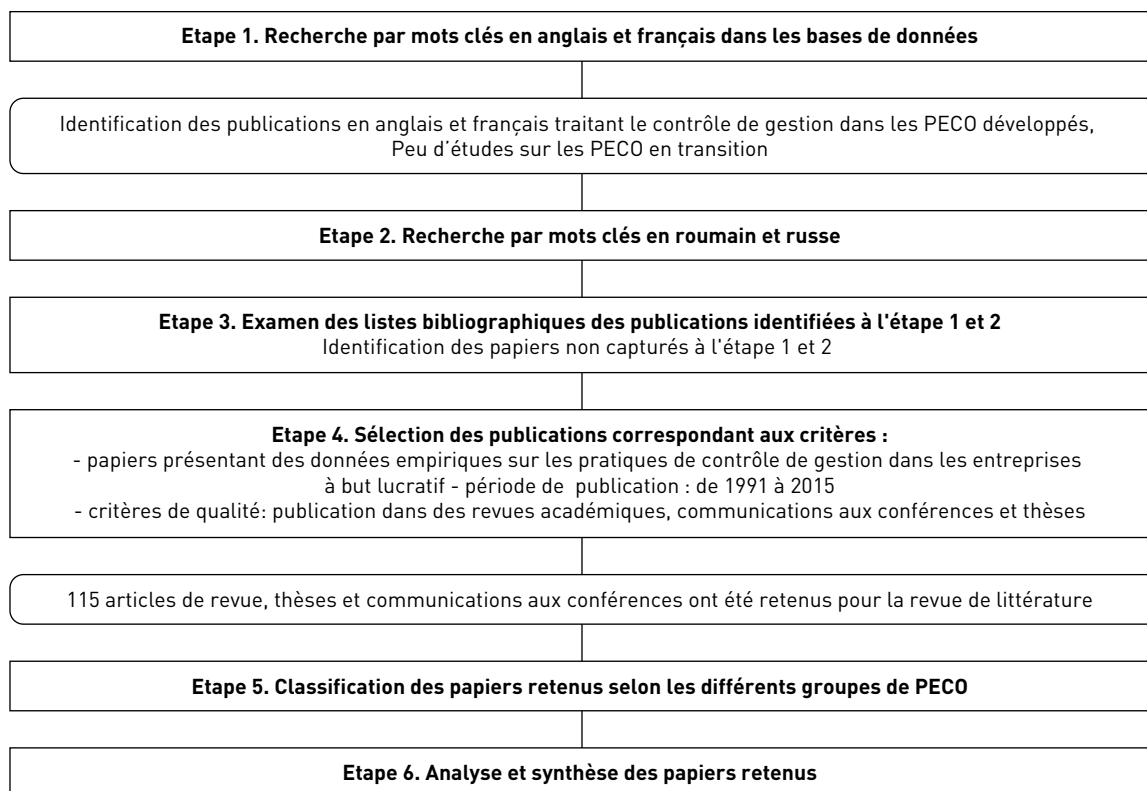 Etape 1. Recherche par mots clés en anglais et français dans les bases de données
Identification des publications en anglais et français traitant le contrôle de gestion dans les PECO développés,
Peu d'études sur les PECO en transition
Etape 2. Recherche par mots clés en roumain et russe
Etape 3. Examen des listes bibliographiques des publications identifiées à l'étape 1 et 2
Identification des papiers non capturés à l'étape 1 et 2
Etape 4. Sélection des publications correspondant aux critères :
- papiers présentant des données empiriques sur les pratiques de contrôle de gestion dans les entreprises
à but lucratif - période de publication : de 1991 à 2015
- critères de qualité: publication dans des revues académiques, communications aux conférences et thèses
115 articles de revue, thèses et communications aux conférences ont été retenus pour la revue de littérature
Etape 5. Classification des papiers retenus selon les différents groupes de PECO
Etape 6. Analyse et synthèse des papiers retenus